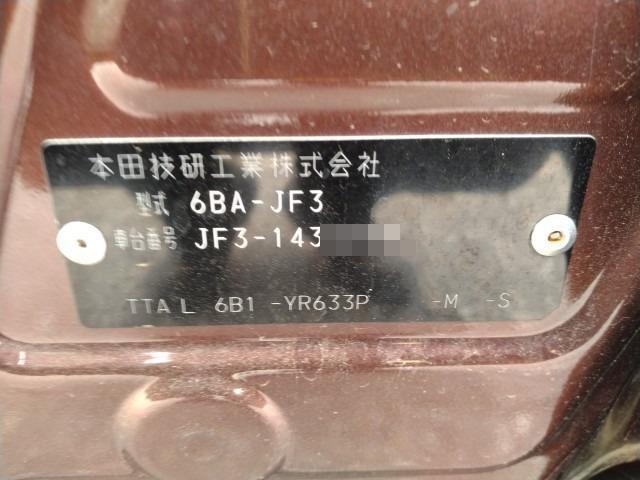 本田技研工業株式会社
型式 6BA-JF3
車台番号 JF3-143
TTA L 6B1 -YR633P -M -S